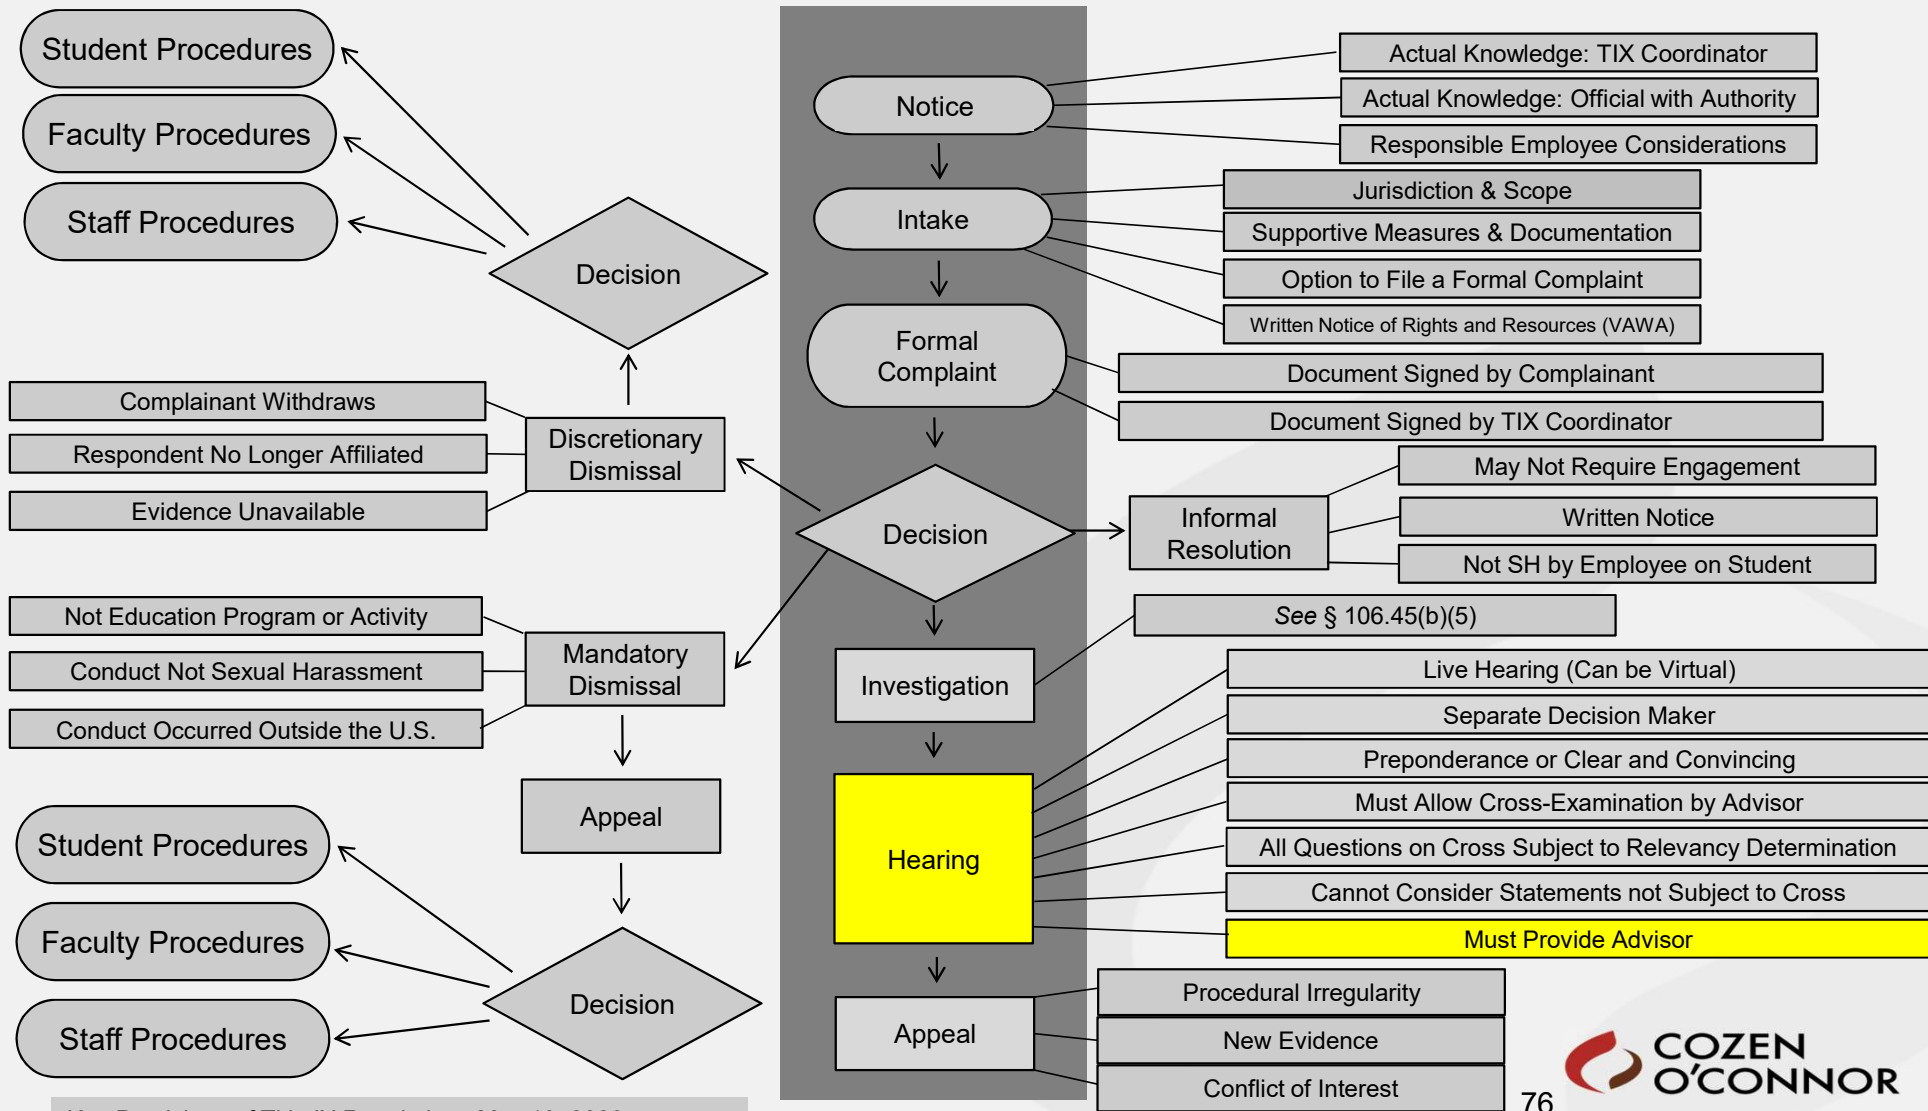 Student Procedures
Faculty Procedures
Staff Procedures
Decision
Complainant Withdraws
Respondent No Longer Affiliated
Evidence Unavailable
Discretionary
Dismissal
Not Education Program or Activity
Conduct Not Sexual Harassment
Conduct Occurred Outside the U.S.
Mandatory
Dismissal
Appeal
Student Procedures
Faculty Procedures
Staff Procedures
Decision
Notice
Actual Knowledge: TIX Coordinator
Actual Knowledge: Official with Authority
Responsible Employee Considerations
Intake
Jurisdiction & Scope
Supportive Measures & Documentation
Option to File a Formal Complaint
Written Notice of Rights and Resources (VAWA)
Formal
Complaint
Document Signed by Complainant
Document Signed by TIX Coordinator
Decision
Informal
Resolution
May Not Require Engagement
Written Notice
Not SH by Employee on Student
Investigation
See § 106.45(b)(5)
Hearing
Live Hearing (Can be Virtual)
Separate Decision Maker
Preponderance or Clear and Convincing
Must Allow Cross-Examination by Advisor
All Questions on Cross Subject to Relevancy Determination
Cannot Consider Statements not Subject to Cross
Must Provide Advisor
Appeal
Procedural Irregularity
New Evidence
Conflict of Interest
76
COZEN
O'CONNOR